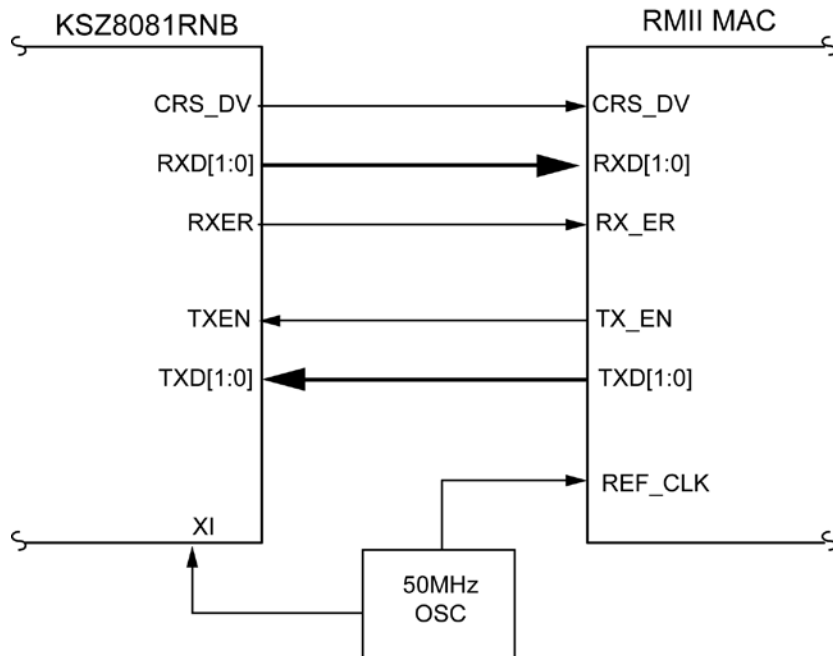 KSZ8081RNB
RMII MAC
CRS_DV
CRS_DV
RXD[1:0]
RXD[1:0]
RXER
RX_ER
TXEN
TX_EN
TXD[1:0]
TXD[1:0]
REF_CLK
XI
50MHz
OSC